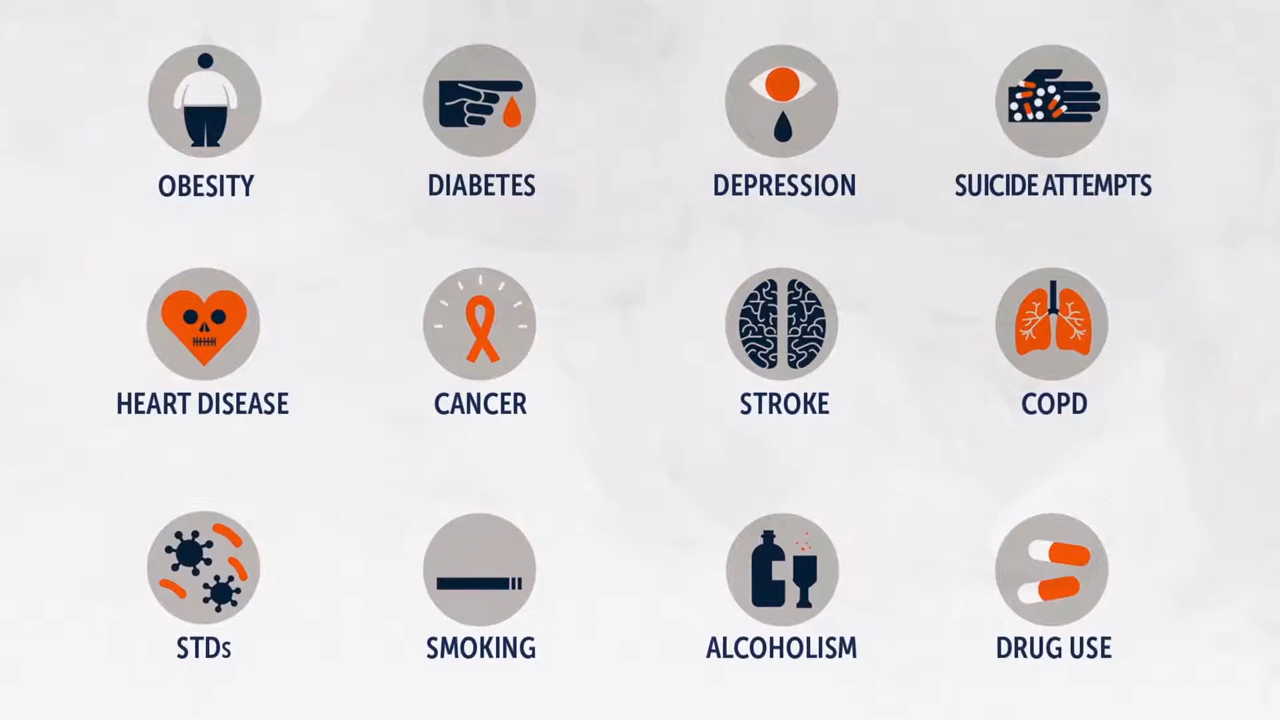 OBESITY
DIABETES
DEPRESSION
SUICIDE ATTEMPTS
HEART DISEASE
CANCER
STROKE
COPD
STDs
SMOKING
ALCOHOLISM
DRUG USE